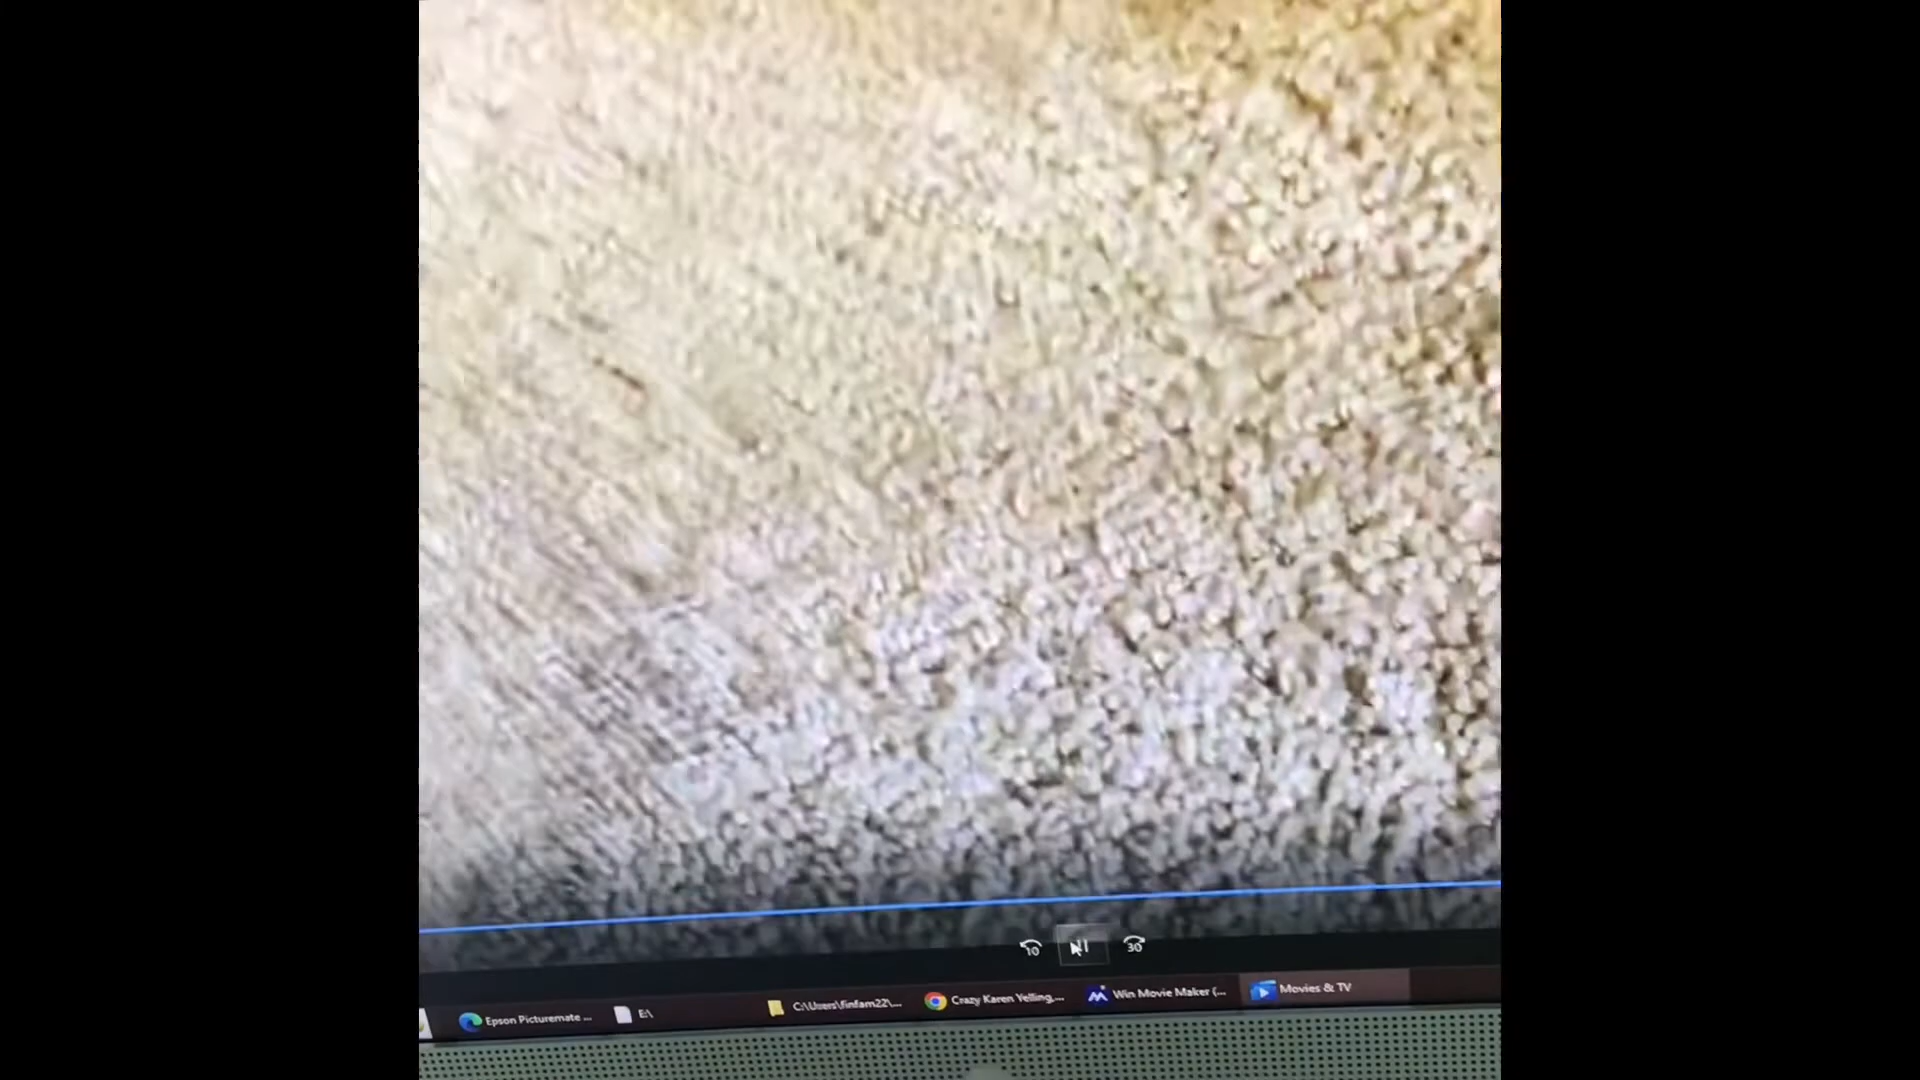 10
30
Epson Picturemate ...
E:\
C:\Users\finfam22\...
Crazy Karen Yelling,...
Win Movie Maker (...
Movies & TV